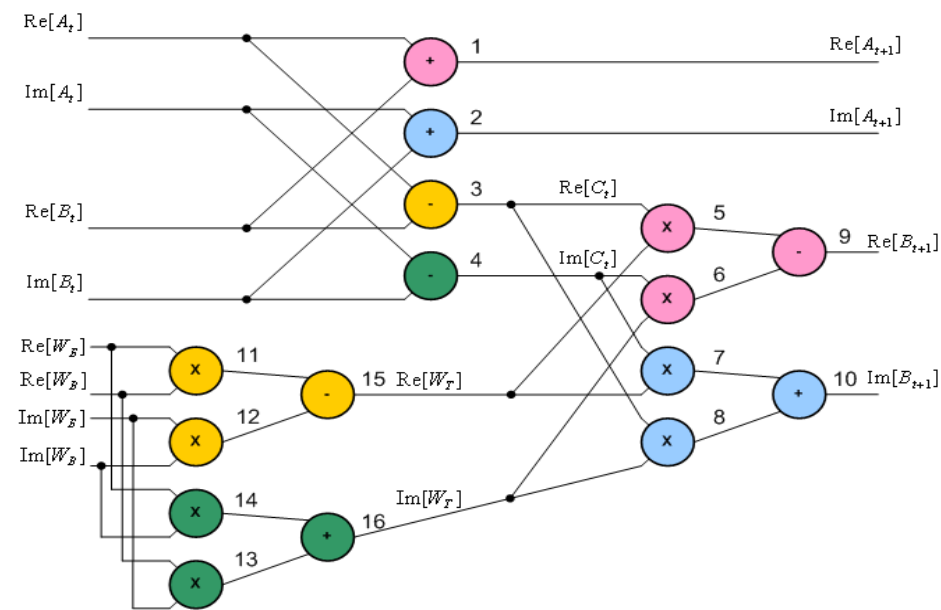 Re[A_t]
+
1
Re[A_{t+1}]
Im[A_t]
+
2
Im[A_{t+1}]
-
3
Re[C_t]
Re[B_t]
X
5
-
9
Re[B_{t+1}]
-
4
Im[C_t]
Im[B_t]
X
6
Re[W_E]
X
11
X
7
Re[W_B]
-
15
Re[W_T]
+
10
Im[B_{t+1}]
Im[W_E]
X
12
X
8
Im[W_B]
X
14
Im[W_T]
+
16
X
13